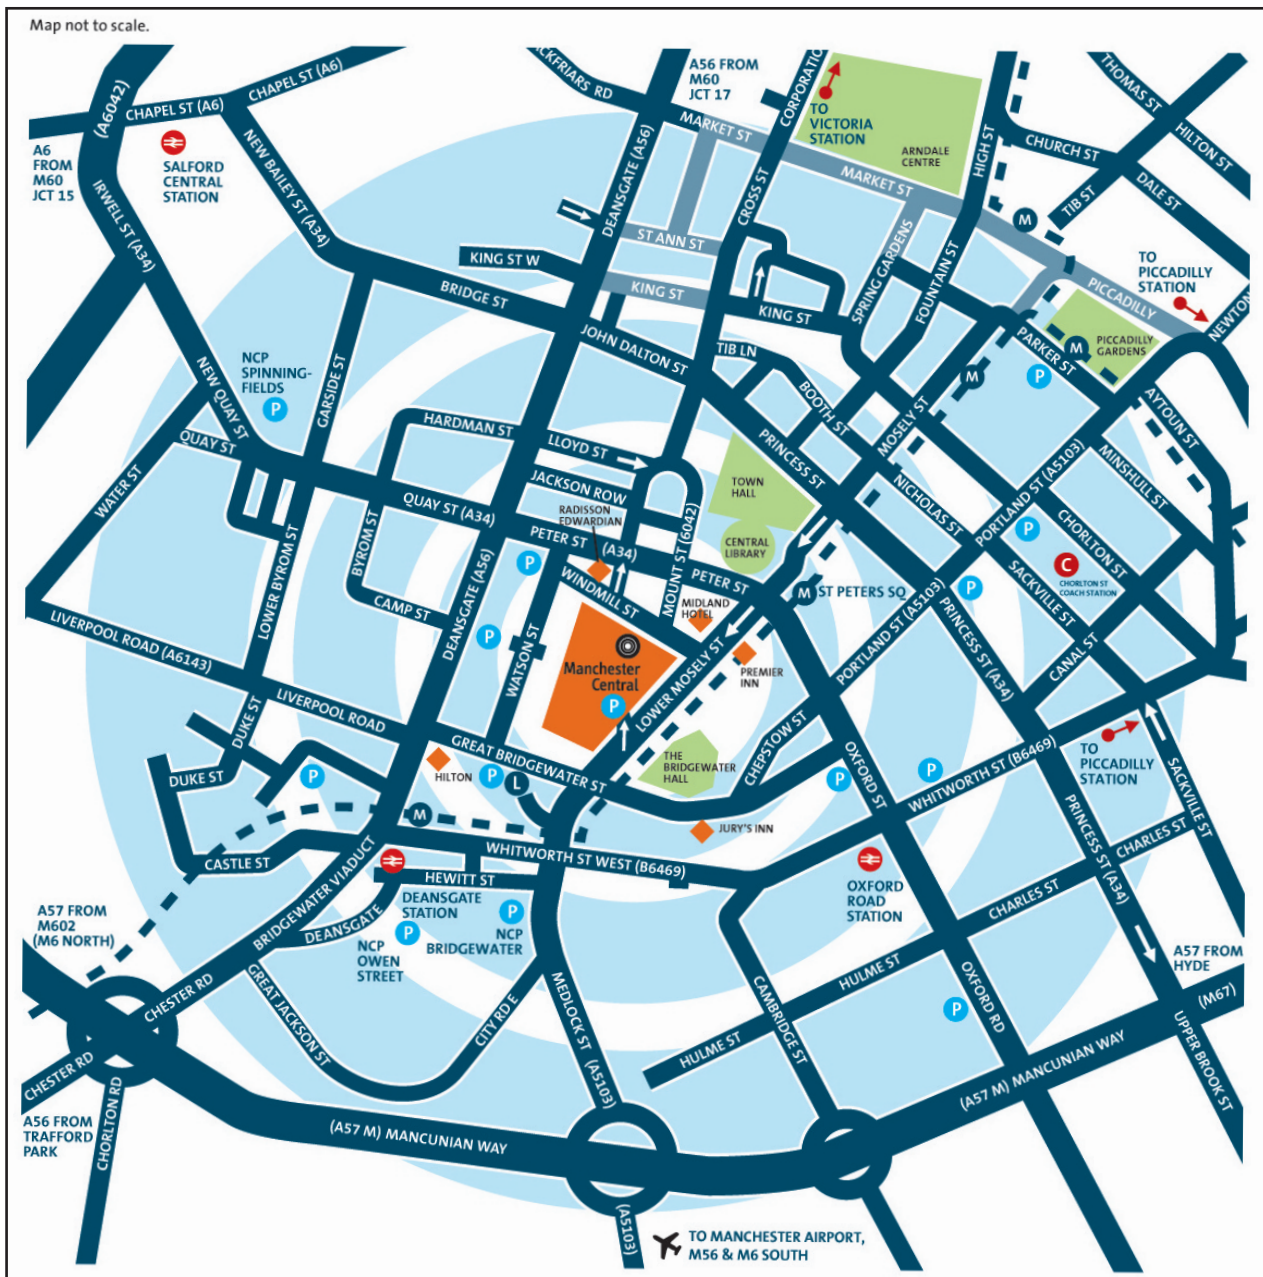 Map not to scale.
CHAPEL ST (A6)
CHAPEL ST (A6)
(A6042)
A6
FROM
M60
JCT 15
SALFORD
CENTRAL
STATION
NEW BAILEY ST (A34)
IRWELL ST (A34)
CKFRIARS RD
A56 FROM
M60
JCT 17
DEANSGATE (A56)
MARKET ST
CORPORATIO
TO
VICTORIA
STATION
ARNDALE
CENTRE
HIGH ST
THOMAS ST
HILTON ST
CHURCH ST
DALE ST
TIB ST
MARKET ST
CROSS ST
ST ANN ST
KING ST W
KING ST
KING ST
SPRING GARDENS
FOUNTAIN ST
M
TO
PICCADILLY
STATION
PICCADILLY
NEWTON
PICCADILLY
GARDENS
M
M
PARKER ST
P
BRIDGE ST
JOHN DALTON ST
TIB LN
BOOTH ST
MOSELY ST
AYTOUN ST
MINSHULL ST
NCP
SPINNING-
FIELDS
P
GARSIDE ST
NEW QUAY ST
QUAY ST
WATER ST
HARDMAN ST
LLOYD ST
JACKSON ROW
PRINCESS ST
TOWN
HALL
CENTRAL
LIBRARY
NICHOLAS ST
PORTLAND ST (A5103)
P
CHORLTON ST
C
CHORLTON ST
COACH STATION
SACKVILLE ST
QUAY ST (A34)
BYROM ST
CAMP ST
LOWER BYROM ST
RADISSON
EDWARDIAN
PETER ST
(A34)
PETER ST
MOUNT ST (6042)
WINDMILL ST
MIDLAND
HOTEL
M
ST PETERS SQ
P
PRINCESS ST (A34)
CANAL ST
PORTLAND ST (A5103)
LIVERPOOL ROAD (A6143)
LIVERPOOL ROAD
DEANSGATE (A56)
P
P
WATSON ST
Manchester
Central
P
LOWER MOSELY ST
PREMIER
INN
CHEPSTOW ST
OXFORD ST
DUKE ST
DUKE ST
P
HILTON
GREAT BRIDGEWATER ST
P
L
THE
BRIDGEWATER
HALL
JURY'S INN
P
P
WHITWORTH ST (B6469)
TO
PICCADILLY
STATION
SACKVILLE ST
CHARLES ST
PRINCESS ST (A34)
M
CASTLE ST
WHITWORTH ST WEST (B6469)
HEWITT ST
DEANSGATE
STATION
BRIDGEWATER VIADUCT
DEANSGATE
P
NCP
OWEN
STREET
P
NCP
BRIDGEWATER
OXFORD
ROAD
STATION
CHARLES ST
HULME ST
HULME ST
A57 FROM
M602
(M6 NORTH)
CHESTER RD
GREAT JACKSON ST
CITY RD E
MEDLOCK ST
(A5103)
CAMBRIDGE ST
OXFORD RD
P
A57 FROM
HYDE
(M67)
UPPER BROOK ST
CHESTER RD
A56 FROM
TRAFFORD
PARK
CHORLTON RD
(A57 M) MANCUNIAN WAY
(A57 M) MANCUNIAN WAY
(A5103)
TO MANCHESTER AIRPORT,
M56 & M6 SOUTH